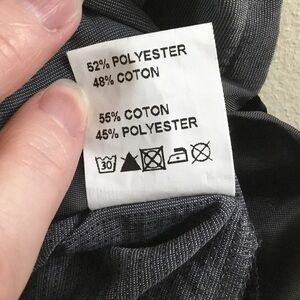 52% POLYESTER
48% COTON
55% COTON
45% POLYESTER
30